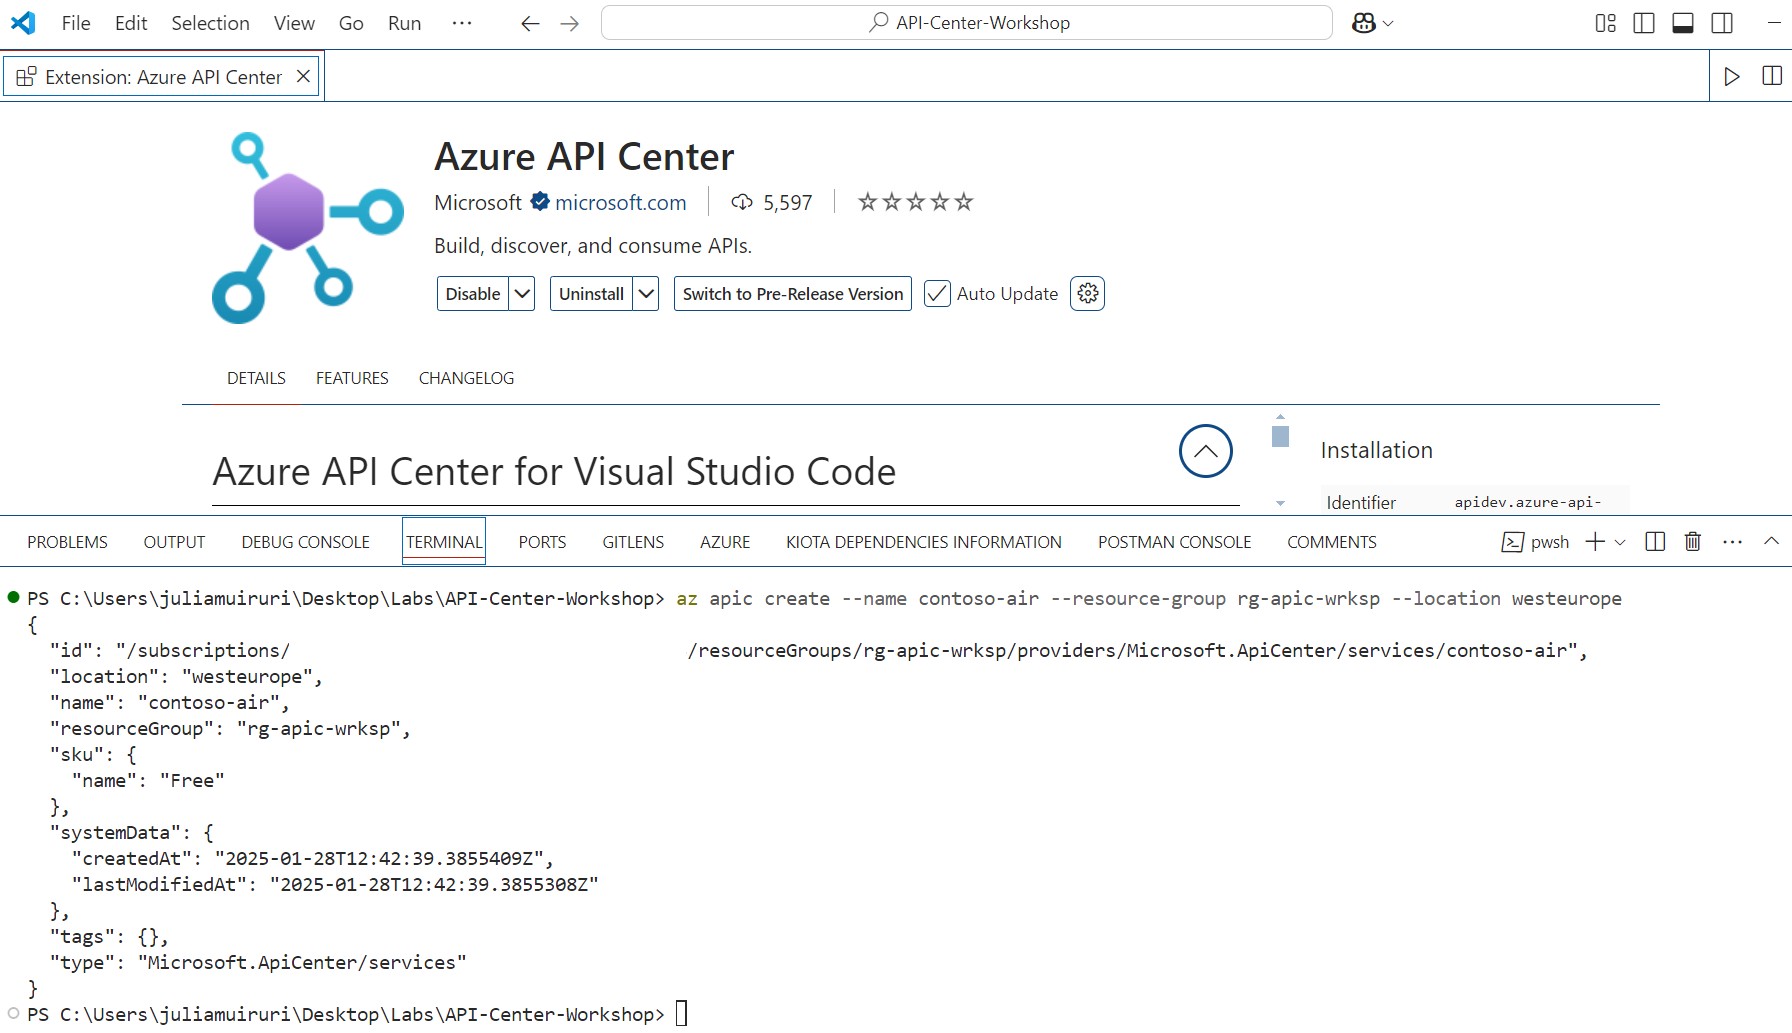 File Edit Selection View Go Run ··· API-Center-Workshop
Extension: Azure API Center
Azure API Center
Microsoft microsoft.com 5,597
Build, discover, and consume APIs.
Disable Uninstall Switch to Pre-Release Version Auto Update
DETAILS FEATURES CHANGELOG
Azure API Center for Visual Studio Code
Installation
Identifier apidev.azure-api-
PROBLEMS OUTPUT DEBUG CONSOLE TERMINAL PORTS GITLENS AZURE KIOTA DEPENDENCIES INFORMATION POSTMAN CONSOLE COMMENTS pwsh
PS C:\Users\juliamuiruri\Desktop\Labs\API-Center-Workshop> az apic create --name contoso-air --resource-group rg-apic-wrksp --location westeurope
{
"id": "/subscriptions/ /resourceGroups/rg-apic-wrksp/providers/Microsoft.ApiCenter/services/contoso-air",
"location": "westeurope",
"name": "contoso-air",
"resourceGroup": "rg-apic-wrksp",
"sku": {
"name": "Free"
},
"systemData": {
"createdAt": "2025-01-28T12:42:39.3855409Z",
"lastModifiedAt": "2025-01-28T12:42:39.3855308Z"
},
"tags": {},
"type": "Microsoft.ApiCenter/services"
}
PS C:\Users\juliamuiruri\Desktop\Labs\API-Center-Workshop>